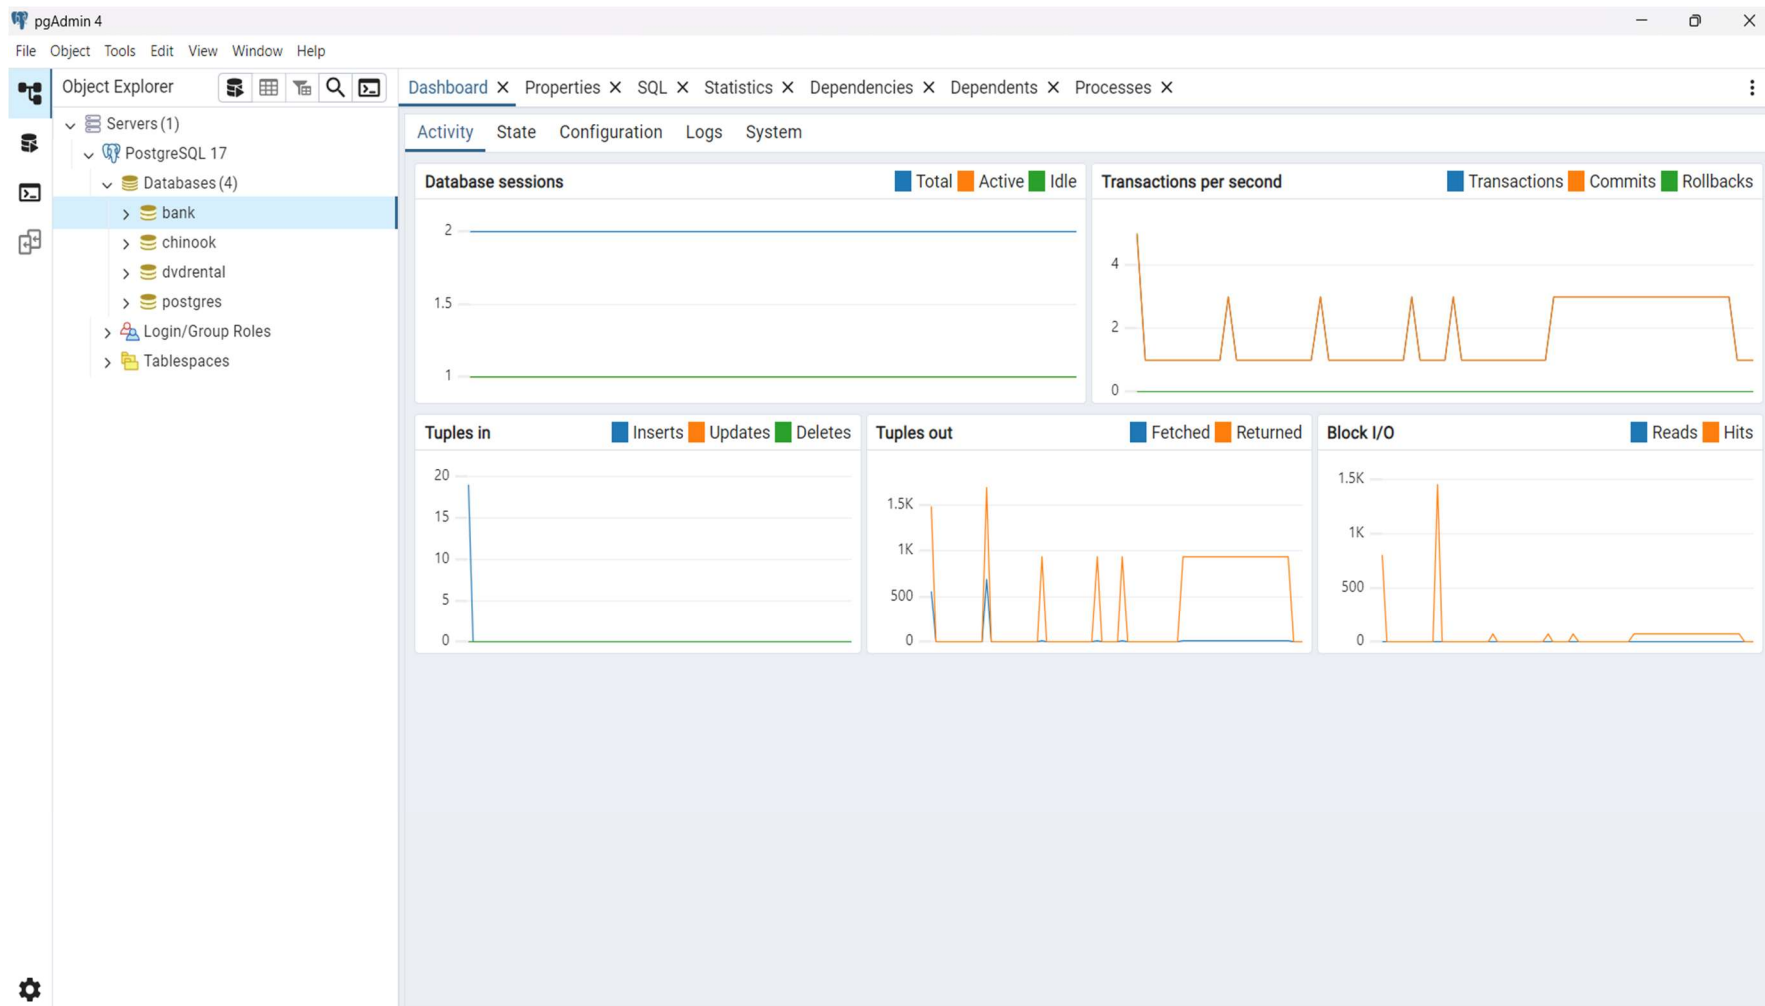 pgAdmin 4
File Object Tools Edit View Window Help
Object Explorer
Servers (1)
PostgreSQL 17
Databases (4)
bank
chinook
dvdrental
postgres
Login/Group Roles
Tablespaces
Dashboard Properties SQL Statistics Dependencies Dependents Processes
Activity State Configuration Logs System
Database sessions Total Active Idle
2
1.5
1
Transactions per second Transactions Commits Rollbacks
4
2
0
Tuples in Inserts Updates Deletes
20
15
10
5
0
Tuples out Fetched Returned
1.5K
1K
500
0
Block I/O Reads Hits
1.5K
1K
500
0